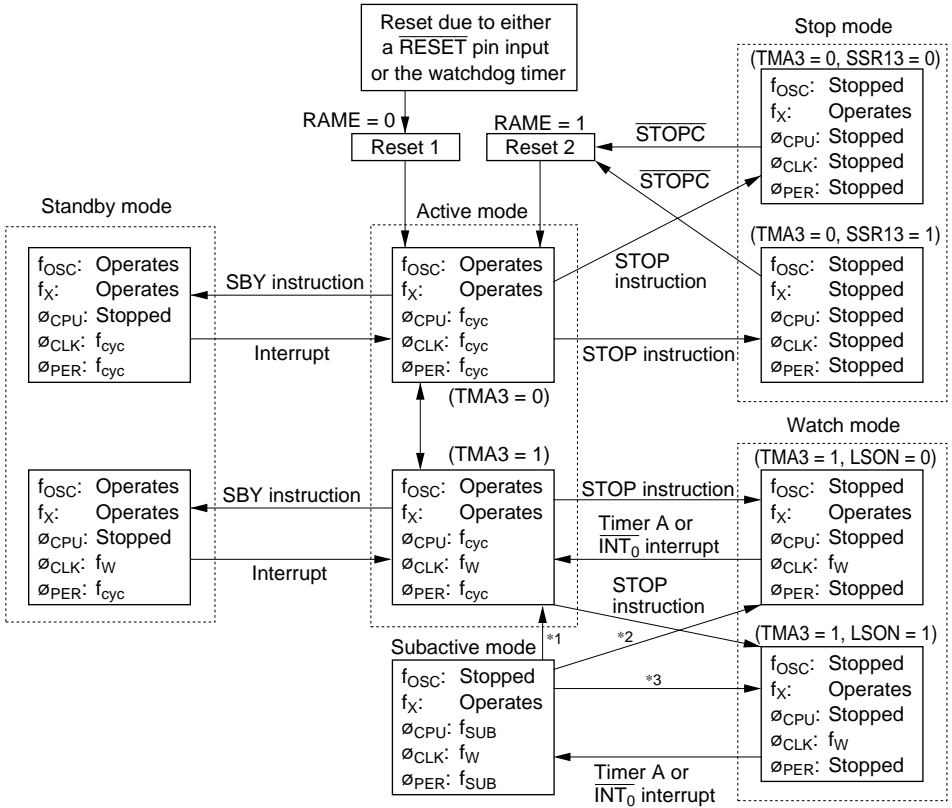 Reset due to either
a RESET pin input
or the watchdog timer
RAME = 0
RAME = 1
Reset 1
Reset 2
Stop mode
(TMA3 = 0, SSR13 = 0)
fOSC: Stopped
fX: Operates
øCPU: Stopped
øCLK: Stopped
øPER: Stopped
STOPC
STOPC
(TMA3 = 0, SSR13 = 1)
fOSC: Stopped
fX: Stopped
øCPU: Stopped
øCLK: Stopped
øPER: Stopped
STOP
instruction
STOP instruction
Standby mode
fOSC: Operates
fX: Operates
øCPU: Stopped
øCLK: fcyc
øPER: fcyc
SBY instruction
Interrupt
Active mode
fOSC: Operates
fX: Operates
øCPU: fcyc
øCLK: fcyc
øPER: fcyc
(TMA3 = 0)
(TMA3 = 1)
fOSC: Operates
fX: Operates
øCPU: Stopped
øCLK: fW
øPER: fcyc
SBY instruction
Interrupt
fOSC: Operates
fX: Operates
øCPU: fcyc
øCLK: fW
øPER: fcyc
STOP instruction
Timer A or
INT0 interrupt
STOP
instruction
Watch mode
(TMA3 = 1, LSON = 0)
fOSC: Stopped
fX: Operates
øCPU: Stopped
øCLK: fW
øPER: Stopped
(TMA3 = 1, LSON = 1)
fOSC: Stopped
fX: Operates
øCPU: Stopped
øCLK: fW
øPER: Stopped
Subactive mode
*1
*2
*3
fOSC: Stopped
fX: Operates
øCPU: fSUB
øCLK: fW
øPER: fSUB
Timer A or
INT0 interrupt